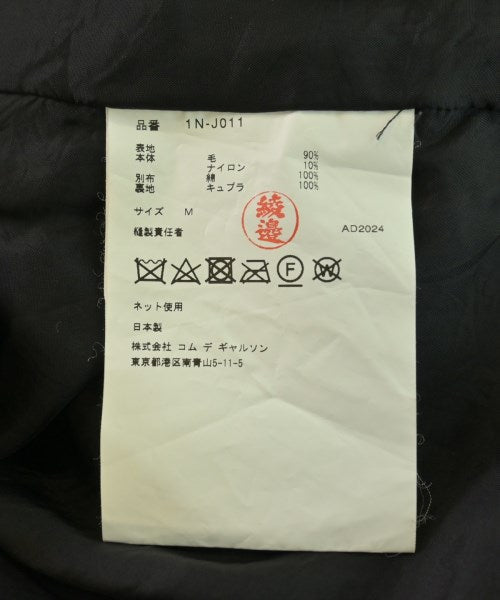 品番 1N-J011
表地
本体 毛 90%
ナイロン 10%
別布 綿 100%
裏地 キュプラ 100%
サイズ M
綾邊
縫製責任者 AD2024
F W
ネット使用
日本製
株式会社 コム デ ギャルソン
東京都港区南青山5-11-5